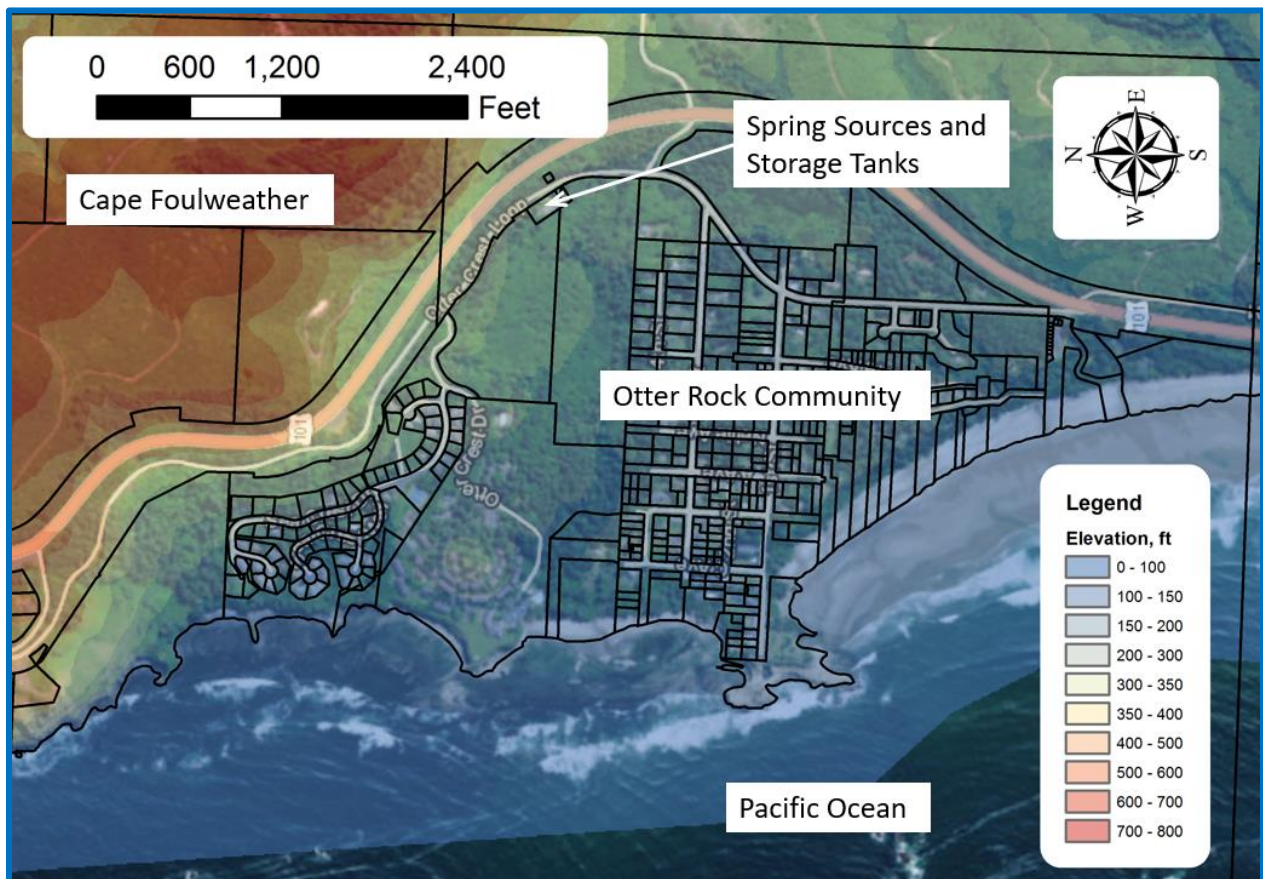 0 600 1,200 2,400
Feet
Cape Foulweather
Spring Sources and
Storage Tanks
E
N S
W
Otter Crest Loop
101
101
101
Otter Rock Community
Otter Crest Dr
Legend
Elevation, ft
0 - 100
100 - 150
150 - 200
200 - 300
300 - 350
350 - 400
400 - 500
500 - 600
600 - 700
700 - 800
Pacific Ocean